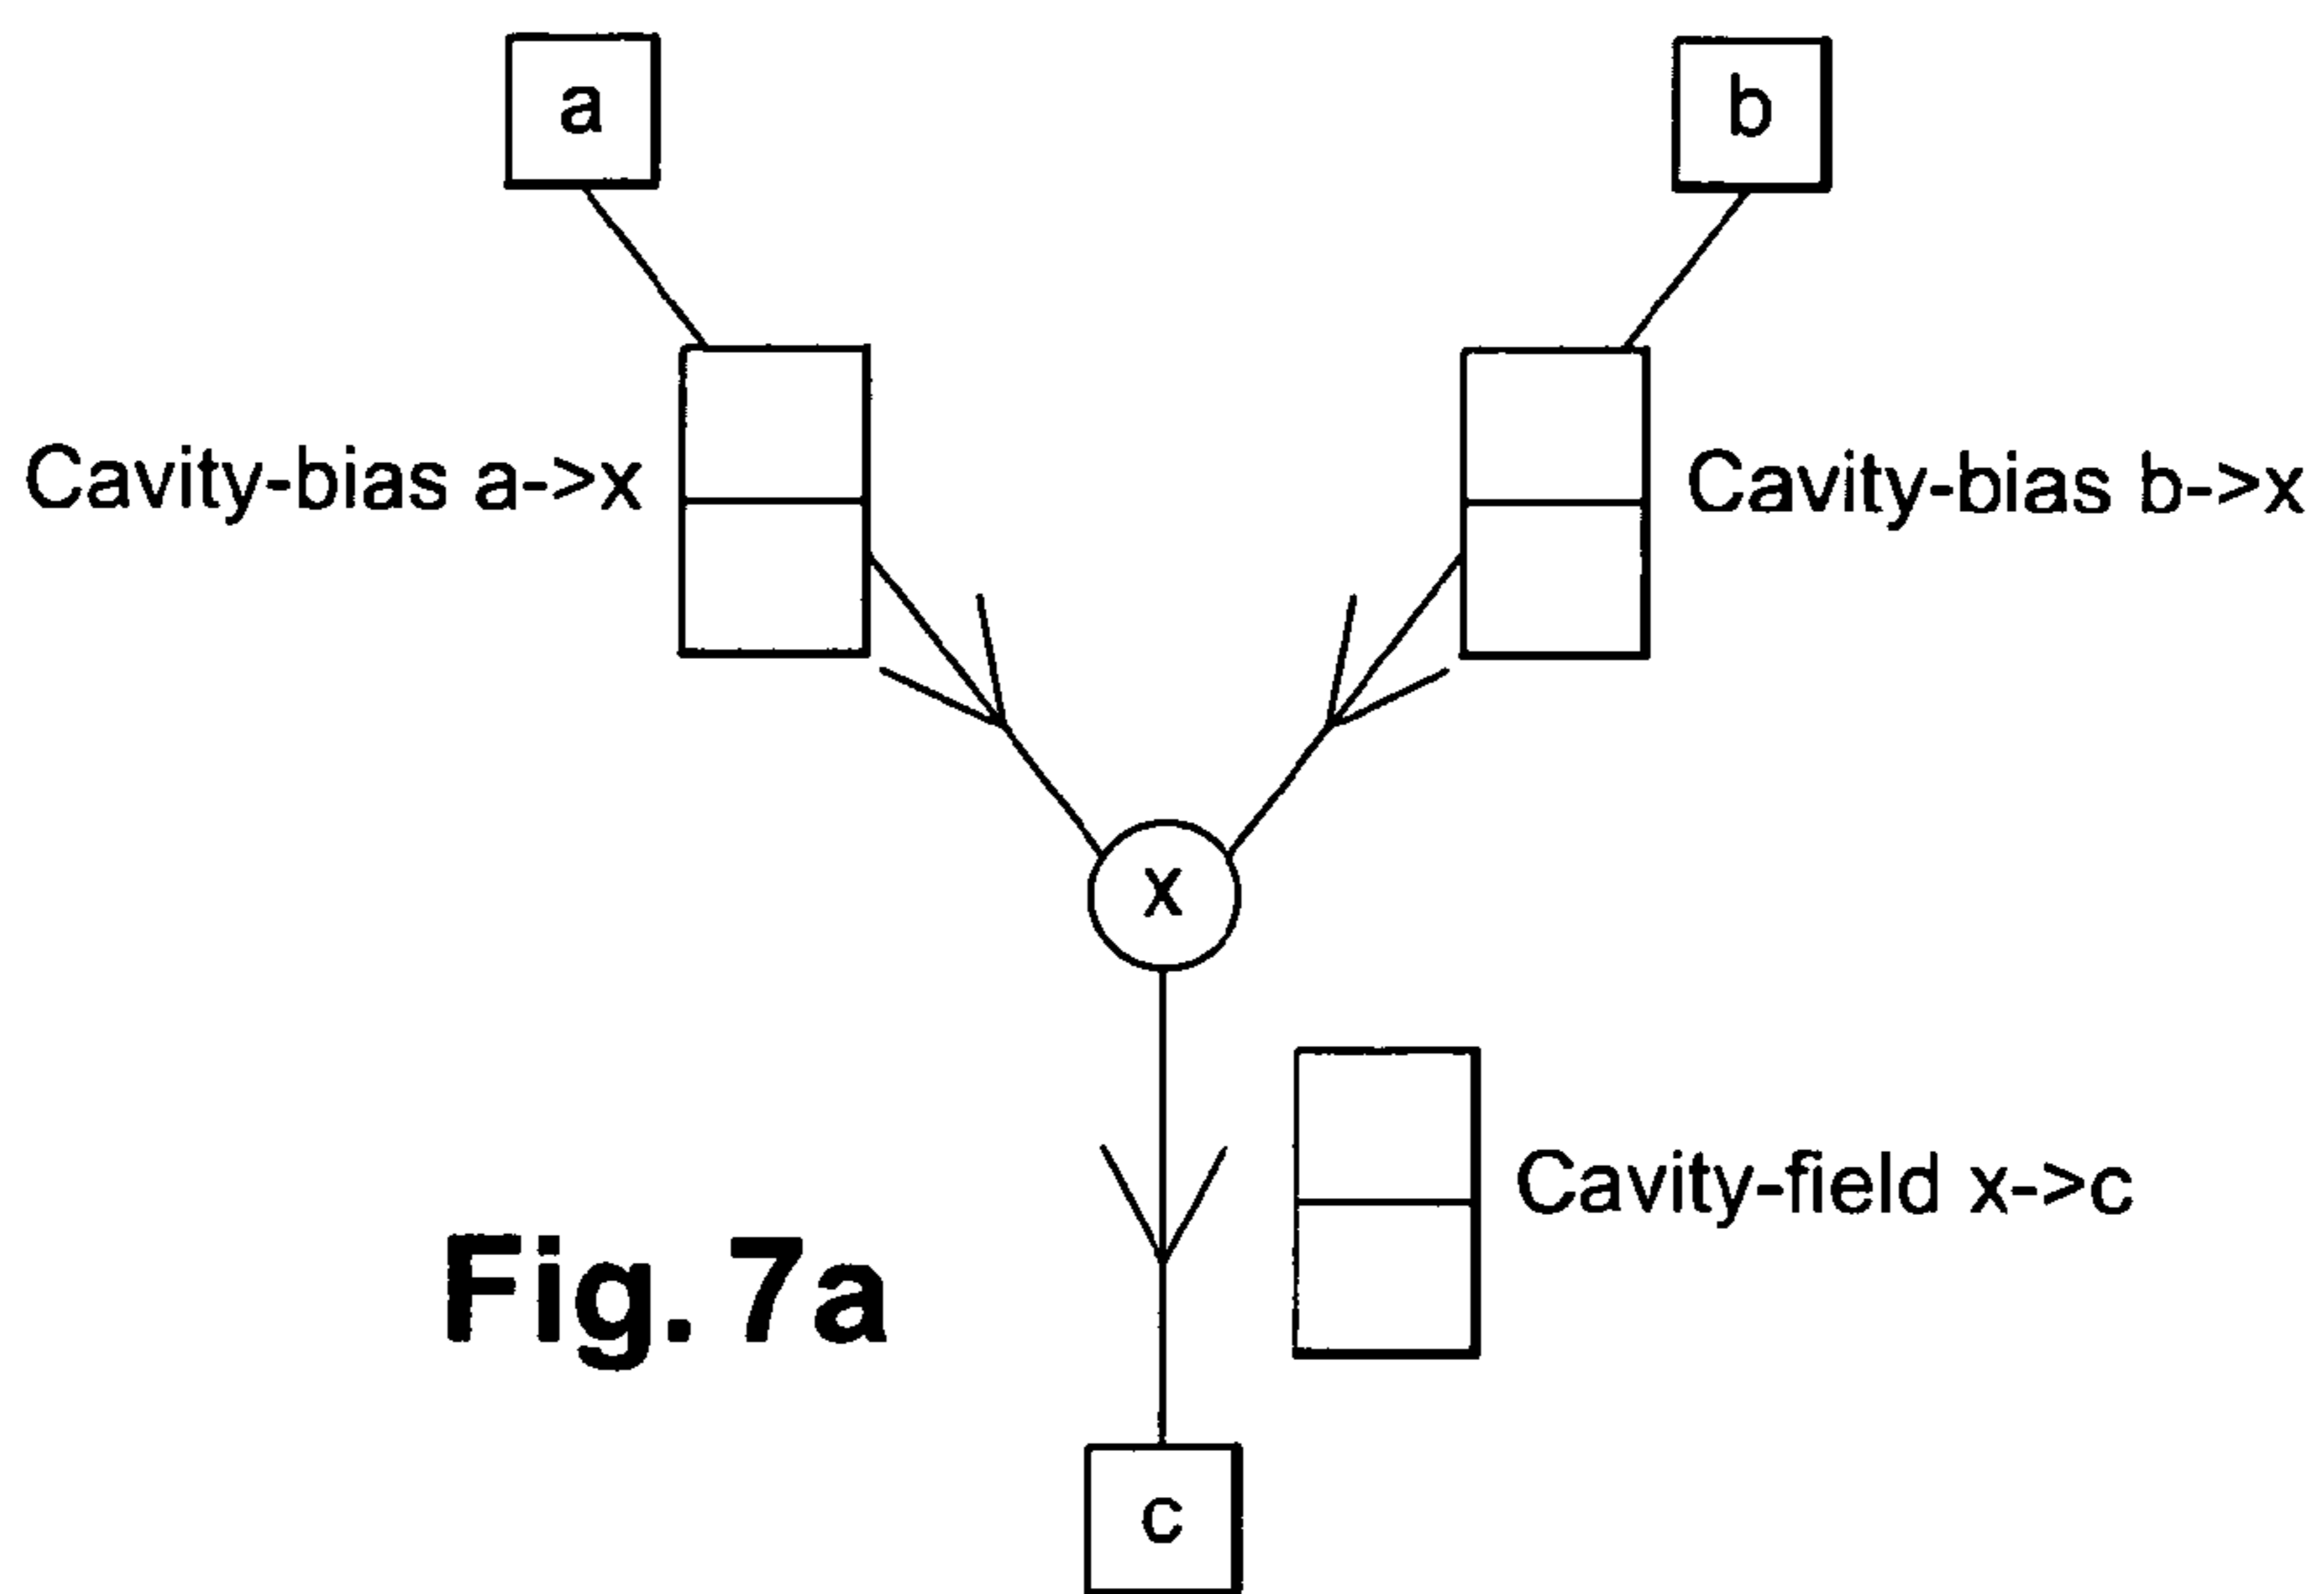 a
b
Cavity-bias a->x
Cavity-bias b->x
x
Cavity-field x->c
Fig. 7a
c